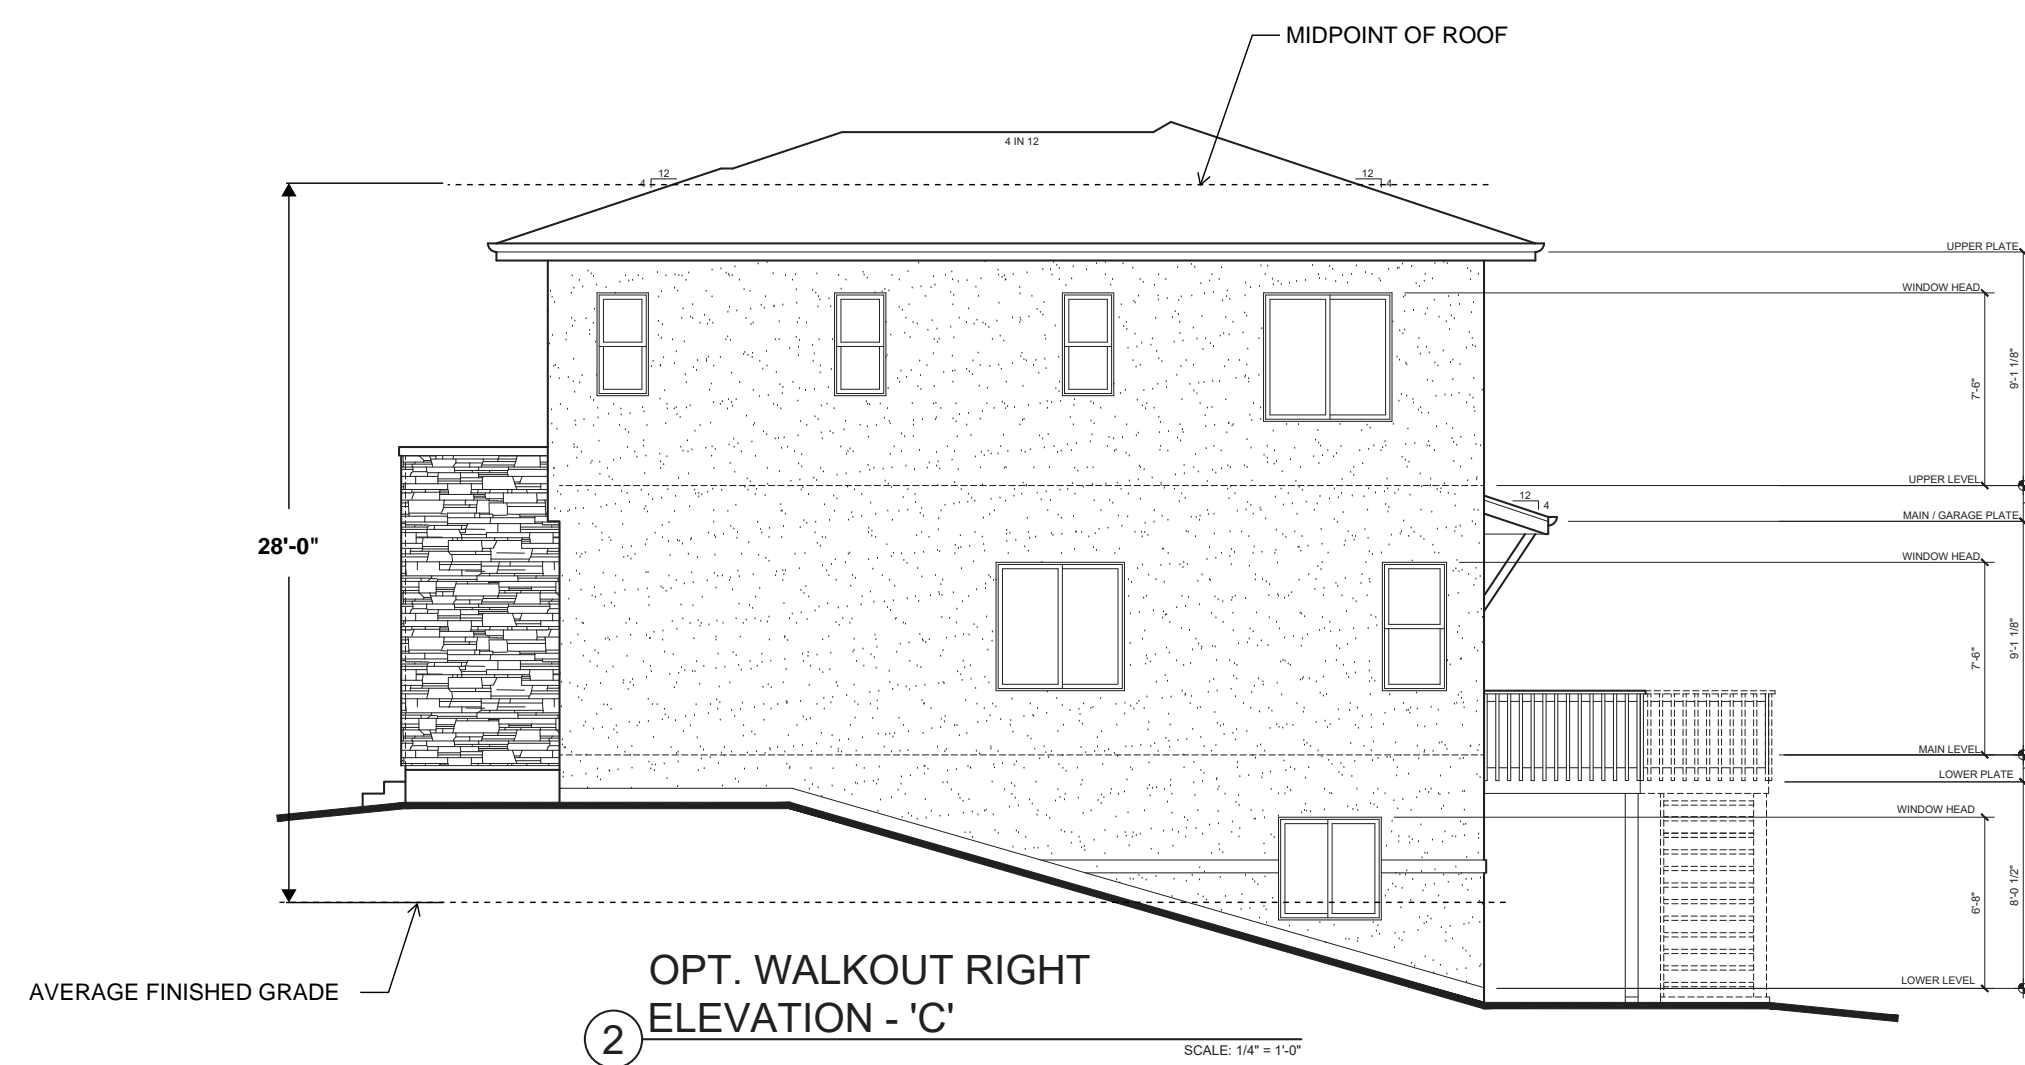 MIDPOINT OF ROOF
4 IN 12
12
4
12
4
UPPER PLATE
WINDOW HEAD
9'-1 1/8"
7'-6"
UPPER LEVEL
12
4
MAIN / GARAGE PLATE
28'-0"
WINDOW HEAD
9'-1 1/8"
7'-6"
MAIN LEVEL
LOWER PLATE
WINDOW HEAD
8'-0 1/2"
6'-8"
LOWER LEVEL
AVERAGE FINISHED GRADE
OPT. WALKOUT RIGHT
ELEVATION - 'C'
2
SCALE: 1/4" = 1'-0"